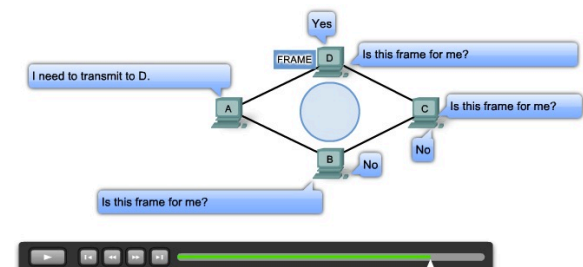 Yes
FRAME
D
Is this frame for me?
I need to transmit to D.
A
C
Is this frame for me?
No
B
No
Is this frame for me?